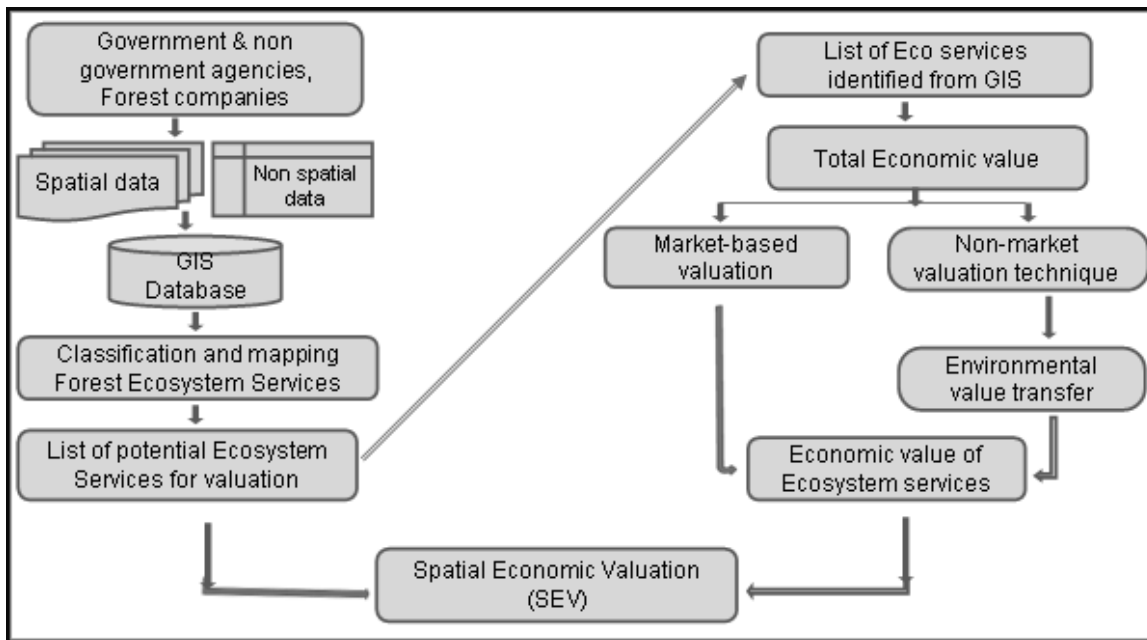 Government & non
government agencies,
Forest companies
Spatial data
Non spatial
data
GIS
Database
Classification and mapping
Forest Ecosystem Services
List of potential Ecosystem
Services for valuation
List of Eco services
identified from GIS
Total Economic value
Market-based
valuation
Non-market
valuation technique
Environmental
value transfer
Economic value of
Ecosystem services
Spatial Economic Valuation
(SEV)